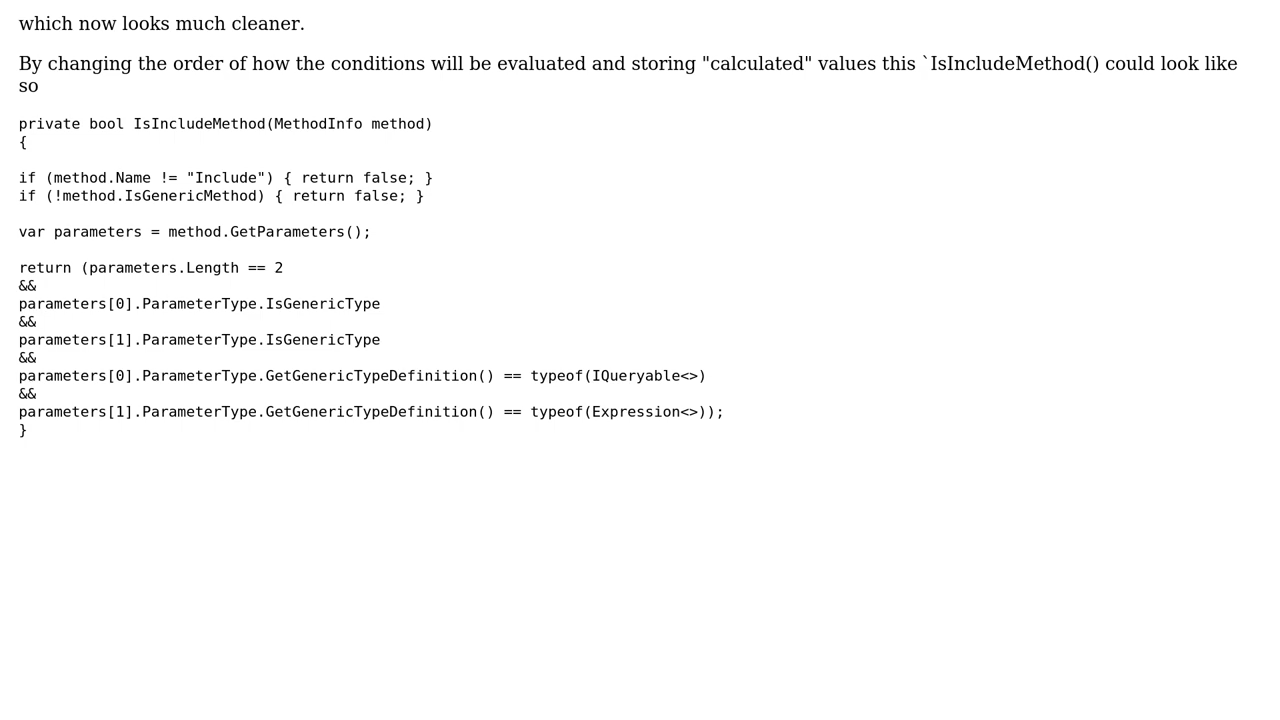 which now looks much cleaner.
By changing the order of how the conditions will be evaluated and storing "calculated" values this `IsIncludeMethod() could look like
so
private bool IsIncludeMethod(MethodInfo method)
{
if (method.Name != "Include") { return false; }
if (!method.IsGenericMethod) { return false; }
var parameters = method.GetParameters();
return (parameters.Length == 2
&&
parameters[0].ParameterType.IsGenericType
&&
parameters[1].ParameterType.IsGenericType
&&
parameters[0].ParameterType.GetGenericTypeDefinition() == typeof(IQueryable<>)
&&
parameters[1].ParameterType.GetGenericTypeDefinition() == typeof(Expression<>));
}